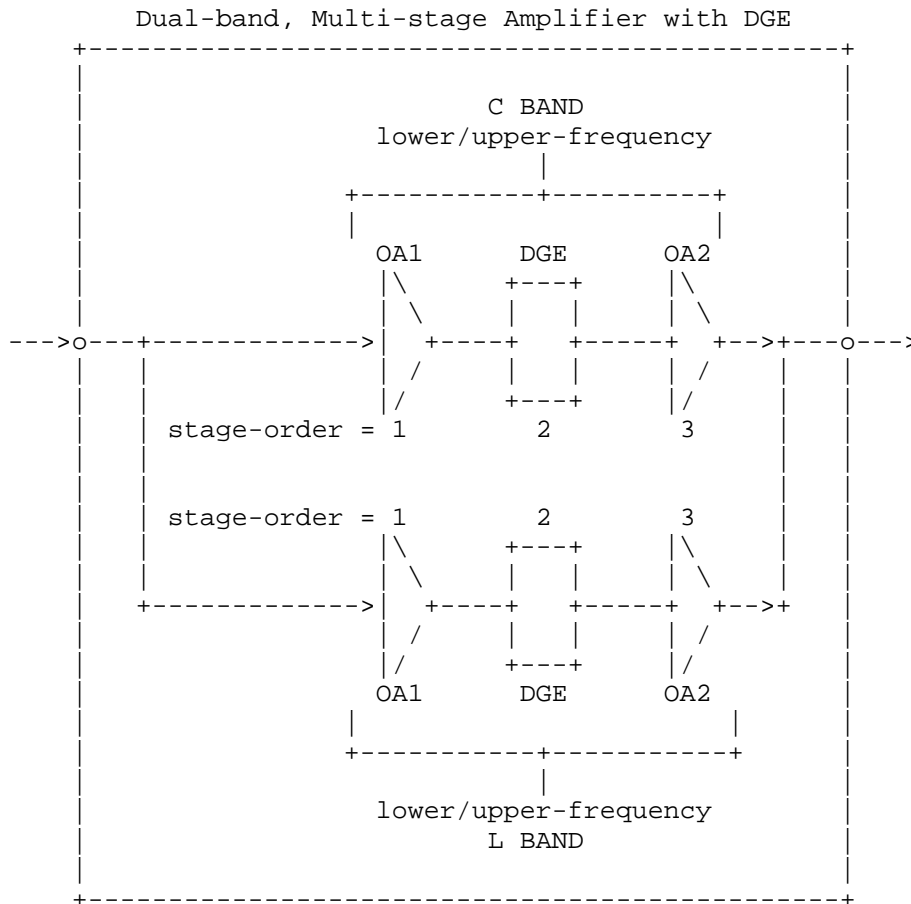 Dual-band, Multi-stage Amplifier with DGE
C BAND
lower/upper-frequency
OA1 DGE OA2
stage-order = 1 2 3
stage-order = 1 2 3
OA1 DGE OA2
lower/upper-frequency
L BAND